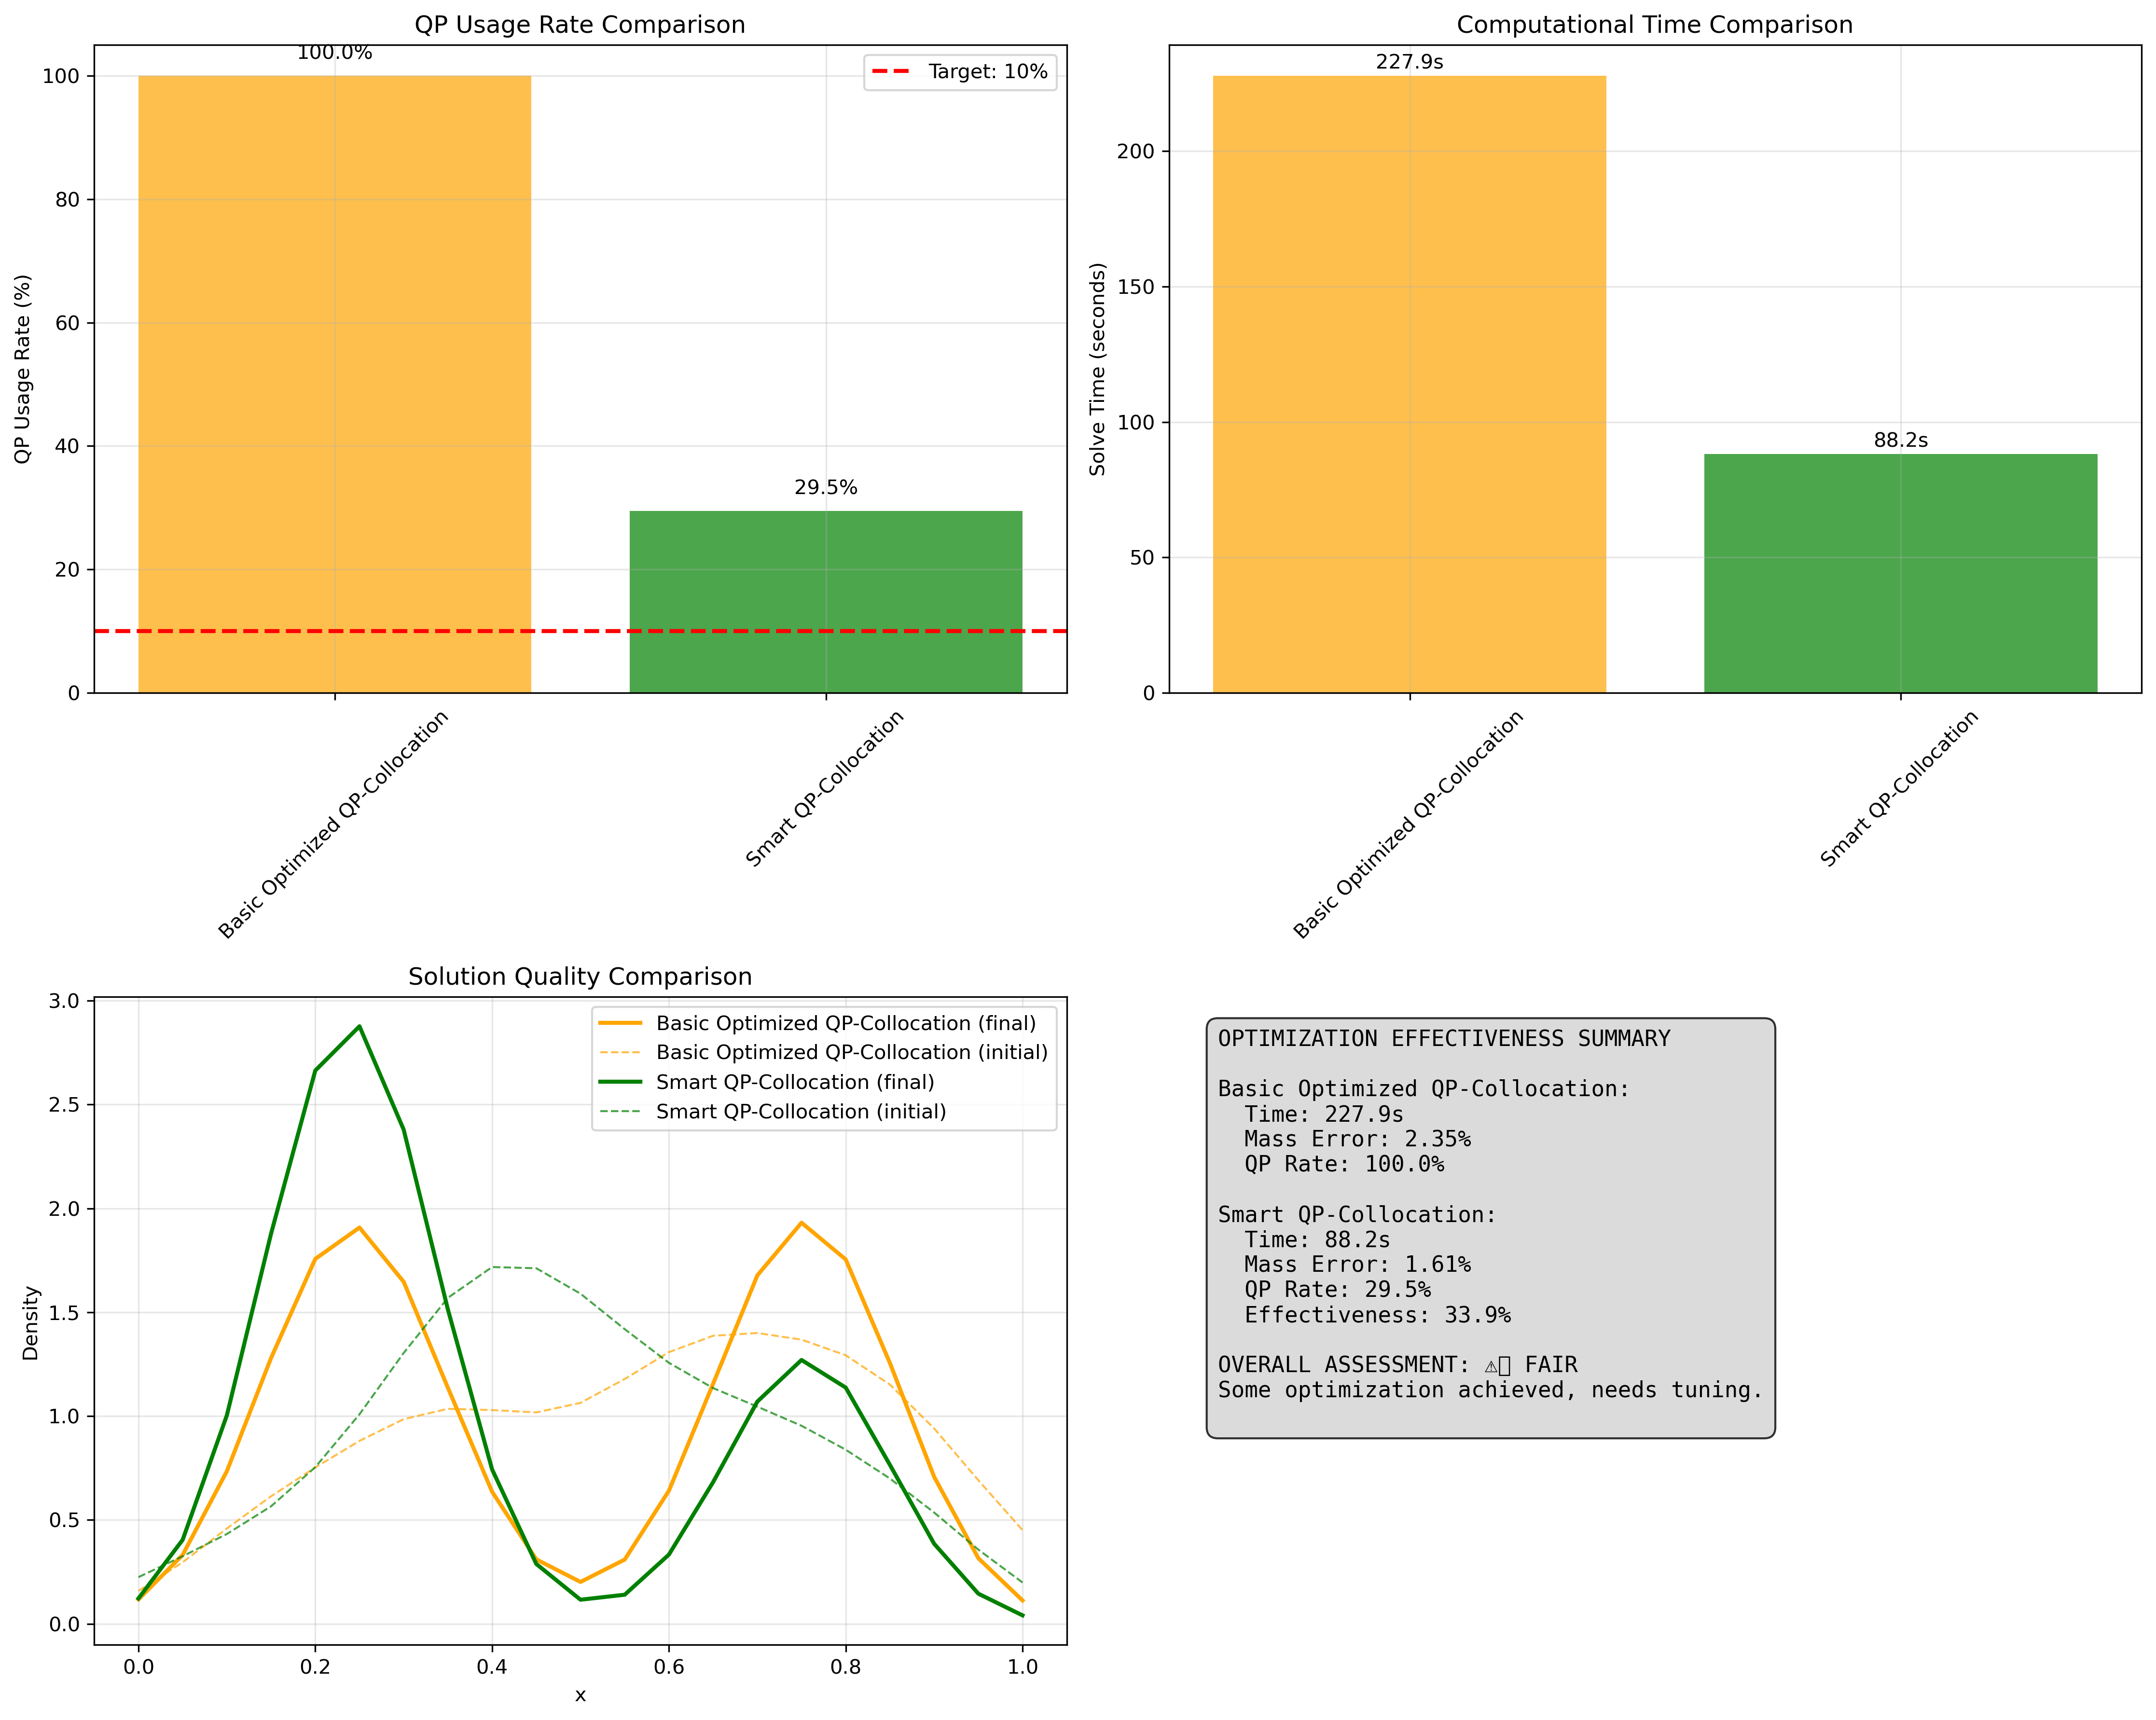 QP Usage Rate Comparison
100.0%
Target: 10%
29.5%
QP Usage Rate (%)
100
80
60
40
20
0
Basic Optimized QP-Collocation
Smart QP-Collocation
Computational Time Comparison
227.9s
88.2s
Solve Time (seconds)
200
150
100
50
0
Basic Optimized QP-Collocation
Smart QP-Collocation
Solution Quality Comparison
Basic Optimized QP-Collocation (final)
Basic Optimized QP-Collocation (initial)
Smart QP-Collocation (final)
Smart QP-Collocation (initial)
Density
3.0
2.5
2.0
1.5
1.0
0.5
0.0
0.0 0.2 0.4 0.6 0.8 1.0
x
OPTIMIZATION EFFECTIVENESS SUMMARY
Basic Optimized QP-Collocation:
Time: 227.9s
Mass Error: 2.35%
QP Rate: 100.0%
Smart QP-Collocation:
Time: 88.2s
Mass Error: 1.61%
QP Rate: 29.5%
Effectiveness: 33.9%
OVERALL ASSESSMENT: ⚠▯ FAIR
Some optimization achieved, needs tuning.